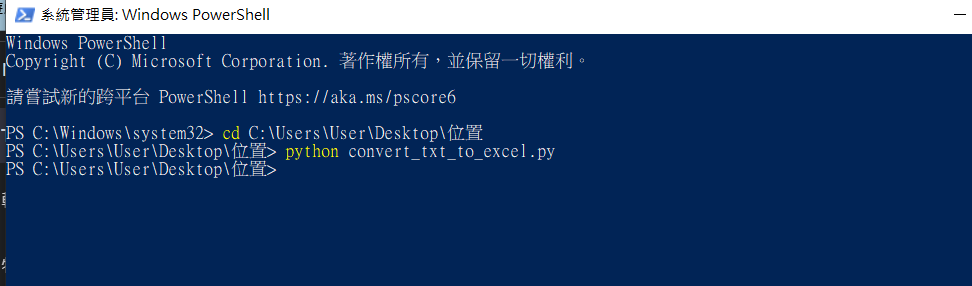 系統管理員: Windows PowerShell
Windows PowerShell
Copyright (C) Microsoft Corporation. 著作權所有，並保留一切權利。
請嘗試新的跨平台 PowerShell https://aka.ms/pscore6
PS C:\Windows\system32> cd C:\Users\User\Desktop\位置
PS C:\Users\User\Desktop\位置> python convert_txt_to_excel.py
PS C:\Users\User\Desktop\位置>